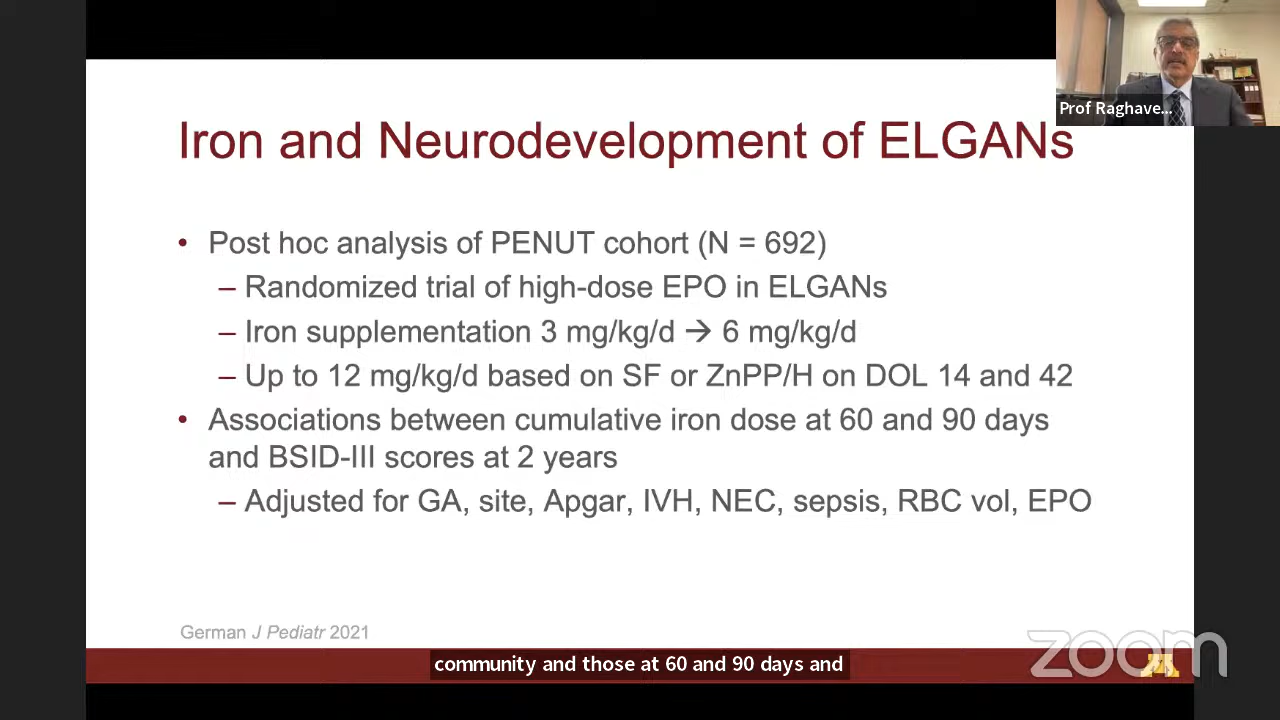 Prof Raghave...
Iron and Neurodevelopment of ELGANs
• Post hoc analysis of PENUT cohort (N = 692)
– Randomized trial of high-dose EPO in ELGANs
– Iron supplementation 3 mg/kg/d → 6 mg/kg/d
– Up to 12 mg/kg/d based on SF or ZnPP/H on DOL 14 and 42
• Associations between cumulative iron dose at 60 and 90 days
and BSID-III scores at 2 years
– Adjusted for GA, site, Apgar, IVH, NEC, sepsis, RBC vol, EPO
German J Pediatr 2021
zoom
community and those at 60 and 90 days and